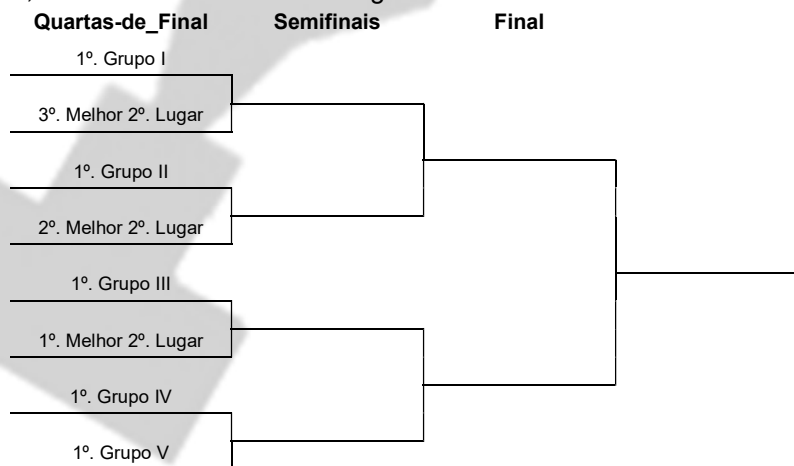 Quartas-de_Final Semifinais Final
1º. Grupo I
3º. Melhor 2º. Lugar
1º. Grupo II
2º. Melhor 2º. Lugar
1º. Grupo III
1º. Melhor 2º. Lugar
1º. Grupo IV
1º. Grupo V